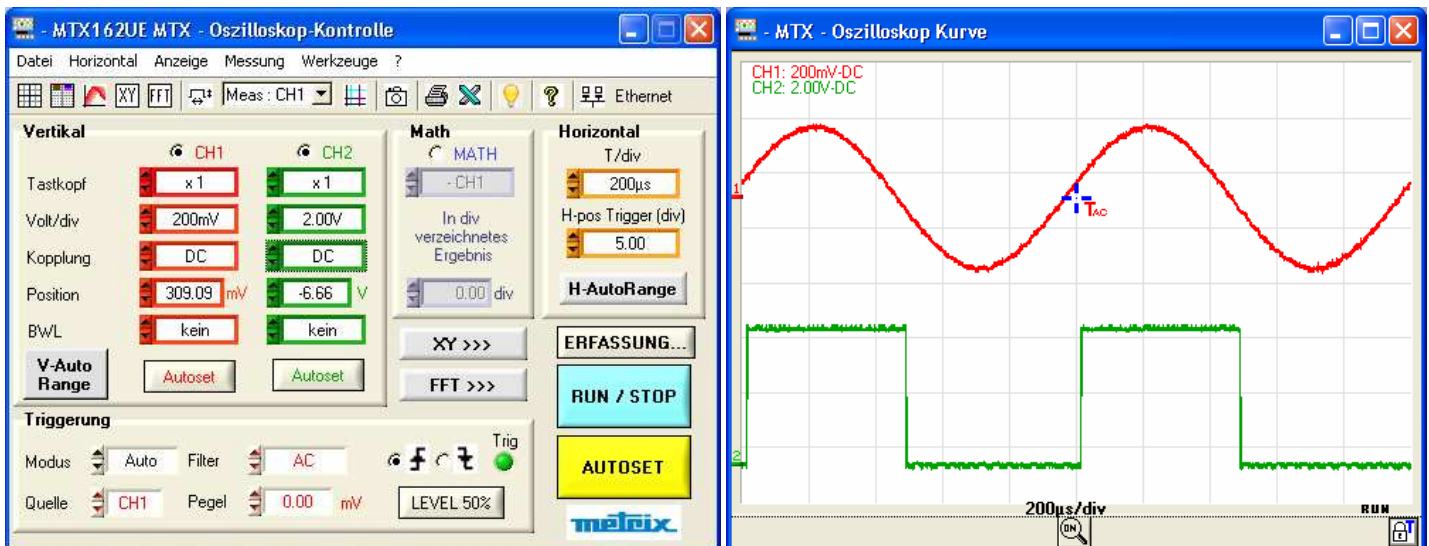 - MTX162UE MTX - Oszilloskop-Kontrolle
Datei Horizontal Anzeige Messung Werkzeuge ?
XY FFT Meas : CH1 ? Ethernet
Vertikal
CH1 CH2
Tastkopf x 1 x 1
Volt/div 200mV 2.00V
Kopplung DC DC
Position 309.09 mV -6.66 V
BWL kein kein
V-Auto
Range
Autoset Autoset
Math
MATH
- CH1
In div
verzeichnetes
Ergebnis
0.00 div
XY >>>
FFT >>>
Horizontal
T/div
200µs
H-pos Trigger (div)
5.00
H-AutoRange
ERFASSUNG...
RUN / STOP
AUTOSET
metrix
Triggerung
Trig
Modus Auto Filter AC
Quelle CH1 Pegel 0.00 mV LEVEL 50%
- MTX - Oszilloskop Kurve
CH1: 200mV-DC
CH2: 2.00V-DC
1
TAC
2
200µs/div RUN
ON
T